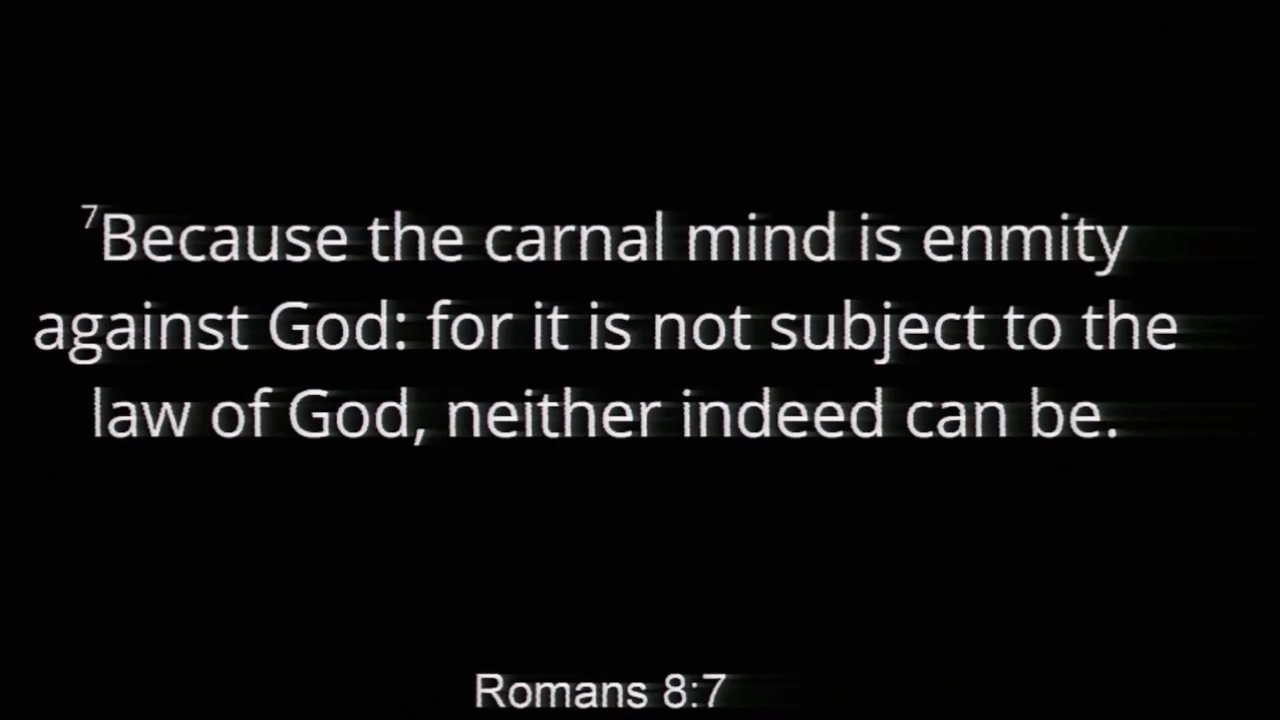 ⁷Because the carnal mind is enmity
against God: for it is not subject to the
law of God, neither indeed can be.
Romans 8:7